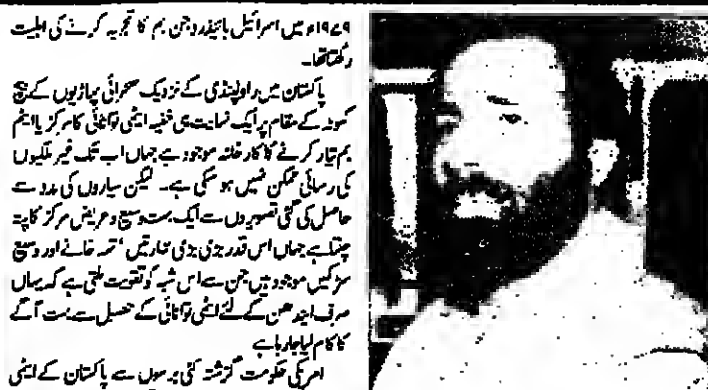 ۱۹۷۹ء میں اسرائیل ہائیڈروجن بم کا تجربہ کرنے کی اہلیت
رکھتا تھا۔
پاکستان میں راولپنڈی کے نزدیک صحرائی پہاڑیوں کے بیچ
کہوٹہ کے مقام پر ایک نہایت ہی خفیہ ایٹمی توانائی کا مرکز یا ایٹم
بم تیار کرنے کا کارخانہ موجود ہے جہاں اب تک غیر ملکیوں
کی رسائی ممکن نہیں ہو سکی ہے۔ لیکن سیاروں کی مدد سے
حاصل کی گئی تصویروں سے ایک بہت وسیع و عریض مرکز کا پتہ
چلتا ہے جہاں اس قدر بڑی بڑی عمارتیں ' تہہ خانے اور وسیع
سڑکیں موجود ہیں جن سے اس شبہ کو تقویت ملتی ہے کہ یہاں
صرف ایندھن کے لئے ایٹمی توانائی کے حصول سے بہت آگے
کا کام لیا جا رہا ہے
امریکی حکومت گزشتہ کئی برسوں سے پاکستان کے ایٹمی